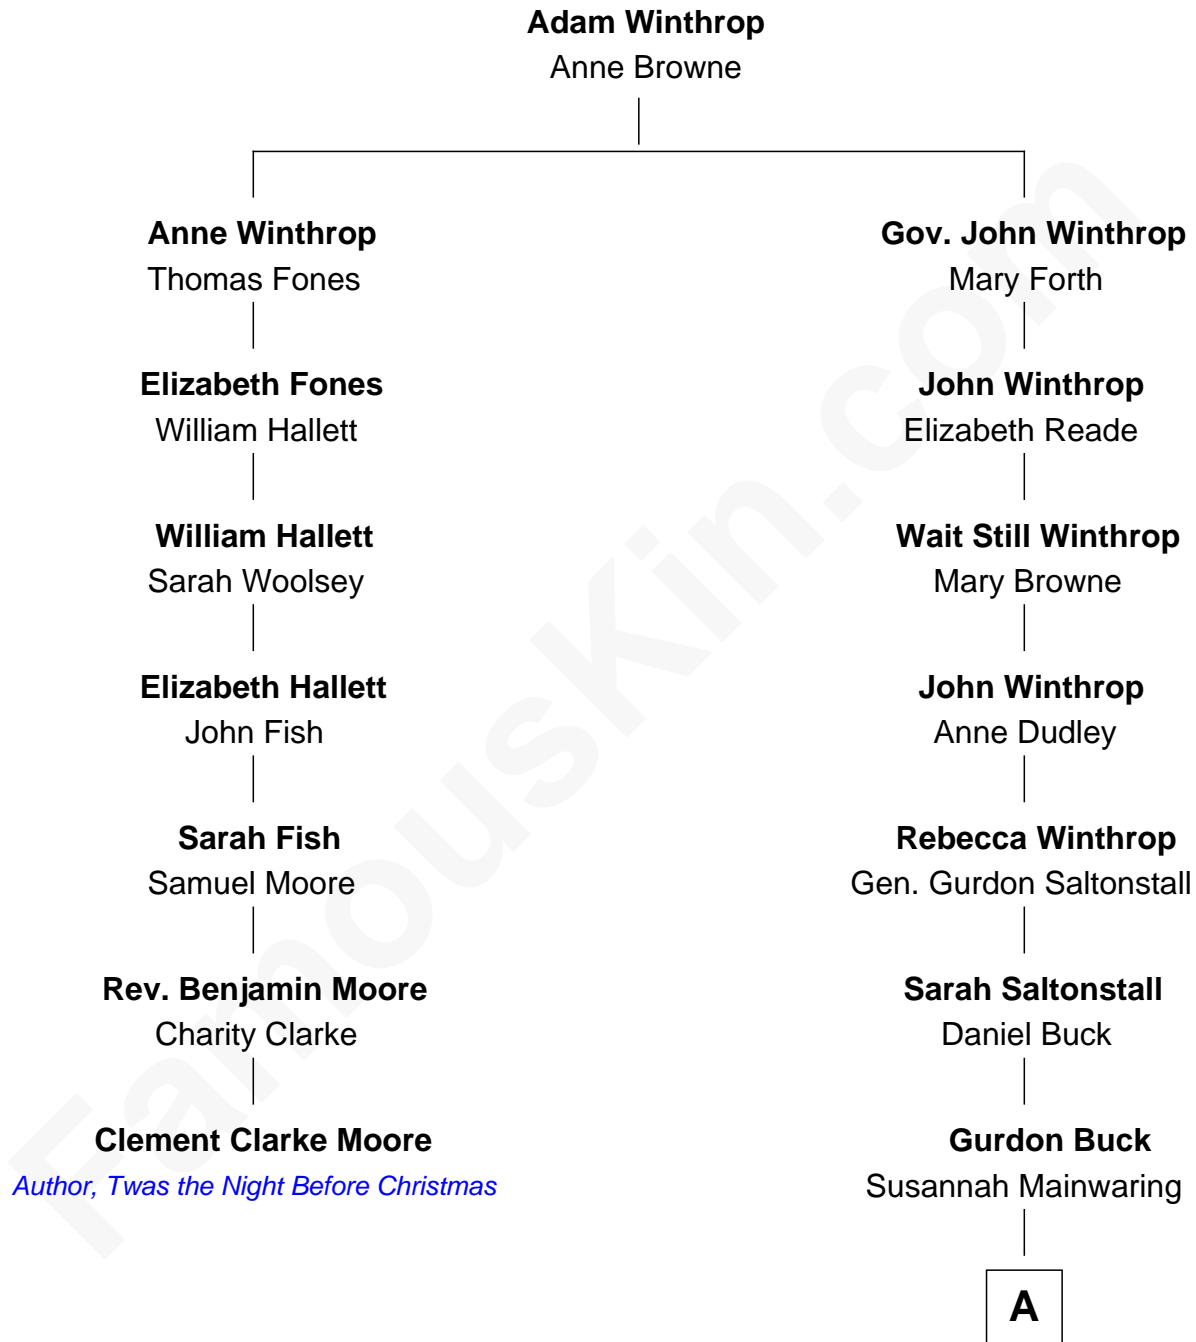 Adam Winthrop
Anne Browne
Anne Winthrop
Thomas Fones
Elizabeth Fones
William Hallett
William Hallett
Sarah Woolsey
Elizabeth Hallett
John Fish
Sarah Fish
Samuel Moore
Rev. Benjamin Moore
Charity Clarke
Clement Clarke Moore
Author, Twas the Night Before Christmas
Gov. John Winthrop
Mary Forth
John Winthrop
Elizabeth Reade
Wait Still Winthrop
Mary Browne
John Winthrop
Anne Dudley
Rebecca Winthrop
Gen. Gurdon Saltonstall
Sarah Saltonstall
Daniel Buck
Gurdon Buck
Susannah Mainwaring
A
FamousKin.com